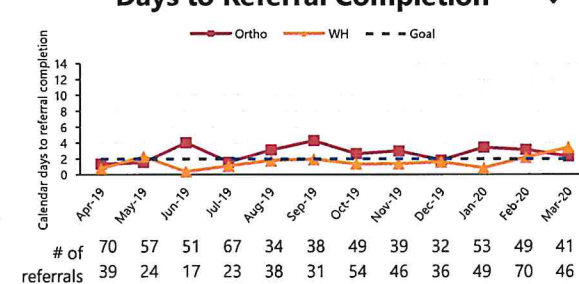 Days to Referral Completion
Ortho WH Goal
Calendar days to referral completion
14
12
10
8
6
4
2
0
Apr-19 May-19 Jun-19 Jul-19 Aug-19 Sep-19 Oct-19 Nov-19 Dec-19 Jan-20 Feb-20 Mar-20
# of 70 57 51 67 34 38 49 39 32 53 49 41
referrals 39 24 17 23 38 31 54 46 36 49 70 46